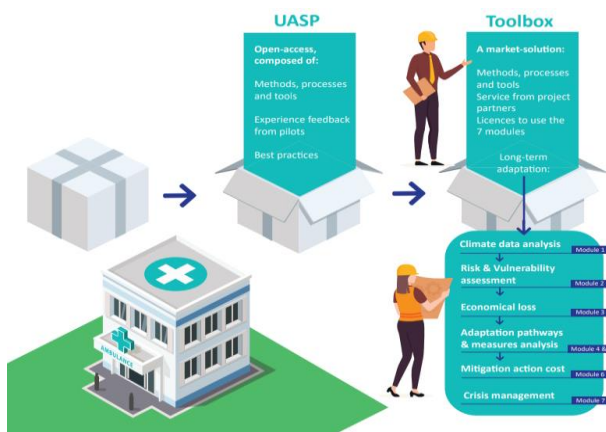 UASP
Open-access,
composed of:
Methods, processes
and tools
Experience feedback
from pilots
Best practices
Toolbox
A market-solution:
Methods, processes
and tools
Service from project
partners
Licences to use the
7 modules
Long-term
adaptation:
Climate data analysis
Module 1
Risk & Vulnerability
assessment
Module 2
Economical loss
Module 3
Adaptation pathways
& measures analysis
Module 4 &
Mitigation action cost
Module 6
Crisis management
Module 7
AMBULANCE